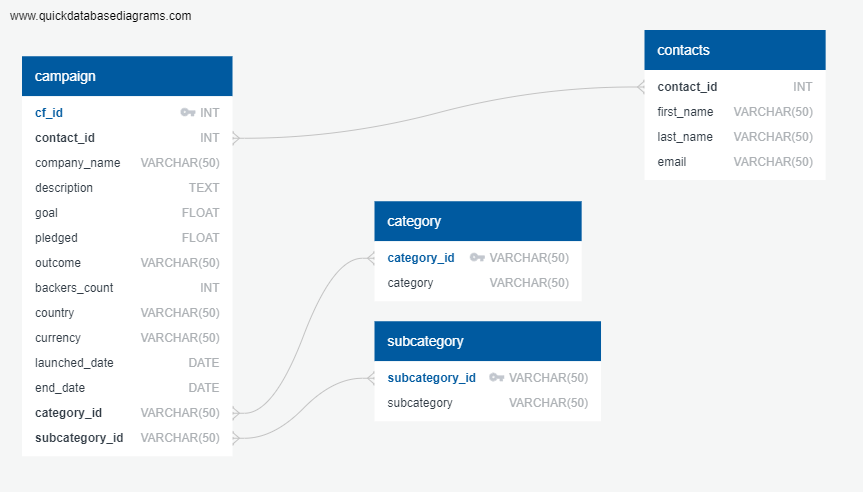 www.quickdatabasediagrams.com
campaign
cf_id INT
contact_id INT
company_name VARCHAR(50)
description TEXT
goal FLOAT
pledged FLOAT
outcome VARCHAR(50)
backers_count INT
country VARCHAR(50)
currency VARCHAR(50)
launched_date DATE
end_date DATE
category_id VARCHAR(50)
subcategory_id VARCHAR(50)
contacts
contact_id INT
first_name VARCHAR(50)
last_name VARCHAR(50)
email VARCHAR(50)
category
category_id VARCHAR(50)
category VARCHAR(50)
subcategory
subcategory_id VARCHAR(50)
subcategory VARCHAR(50)